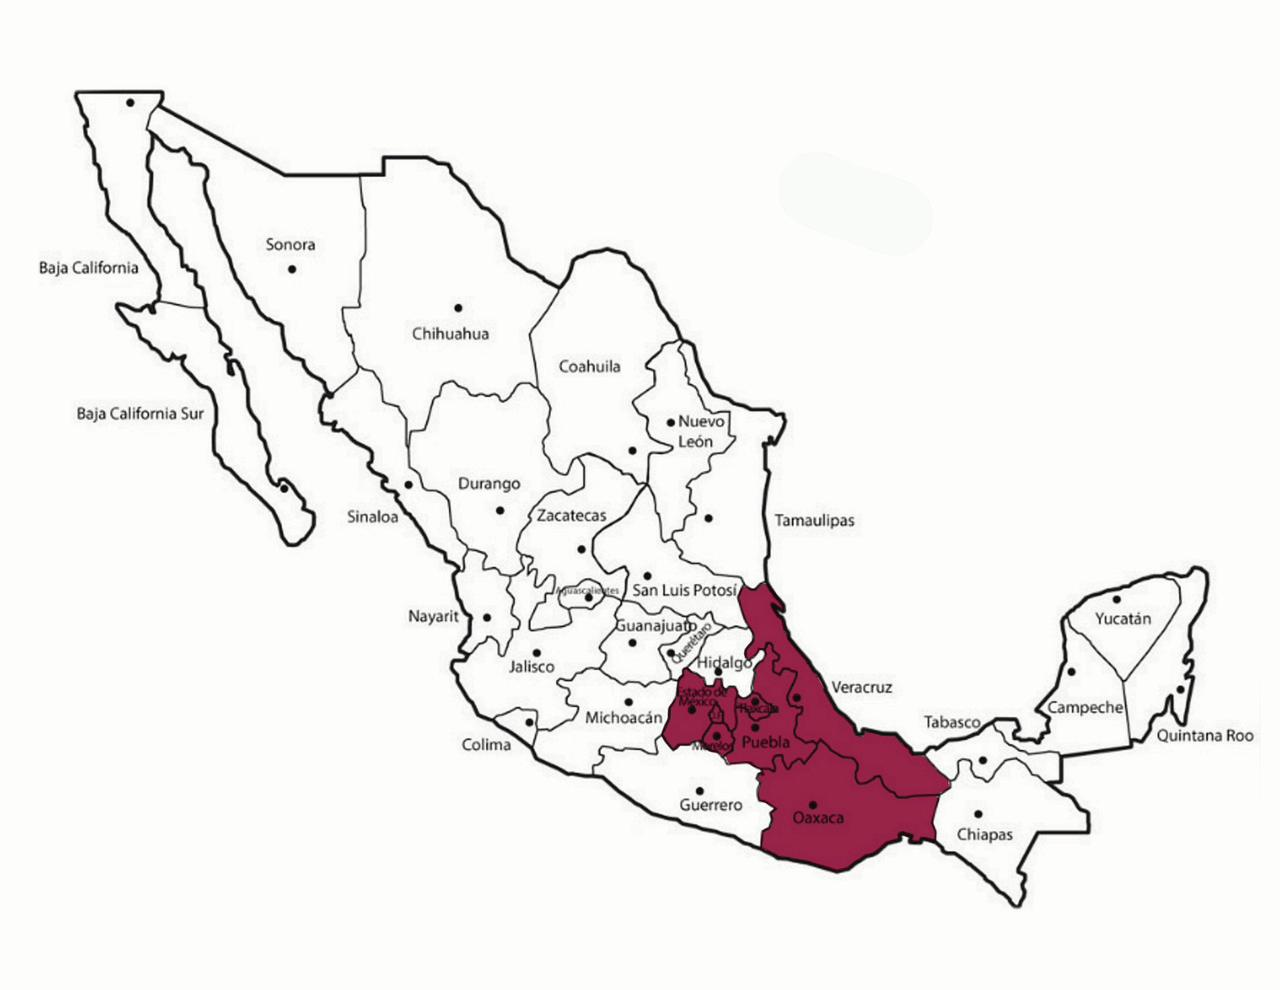 Sonora
Baja California
Chihuahua
Coahuila
Baja California Sur
Nuevo
León
Durango
Sinaloa
Zacatecas
Tamaulipas
Aguascalientes
San Luis Potosí
Nayarit
Guanajuato
Querétaro
Yucatán
Jalisco
Hidalgo
Veracruz
Estado de
México
Tlaxcala
Campeche
Michoacán
Tabasco
Quintana Roo
Colima
Morelos
Puebla
Guerrero
Oaxaca
Chiapas